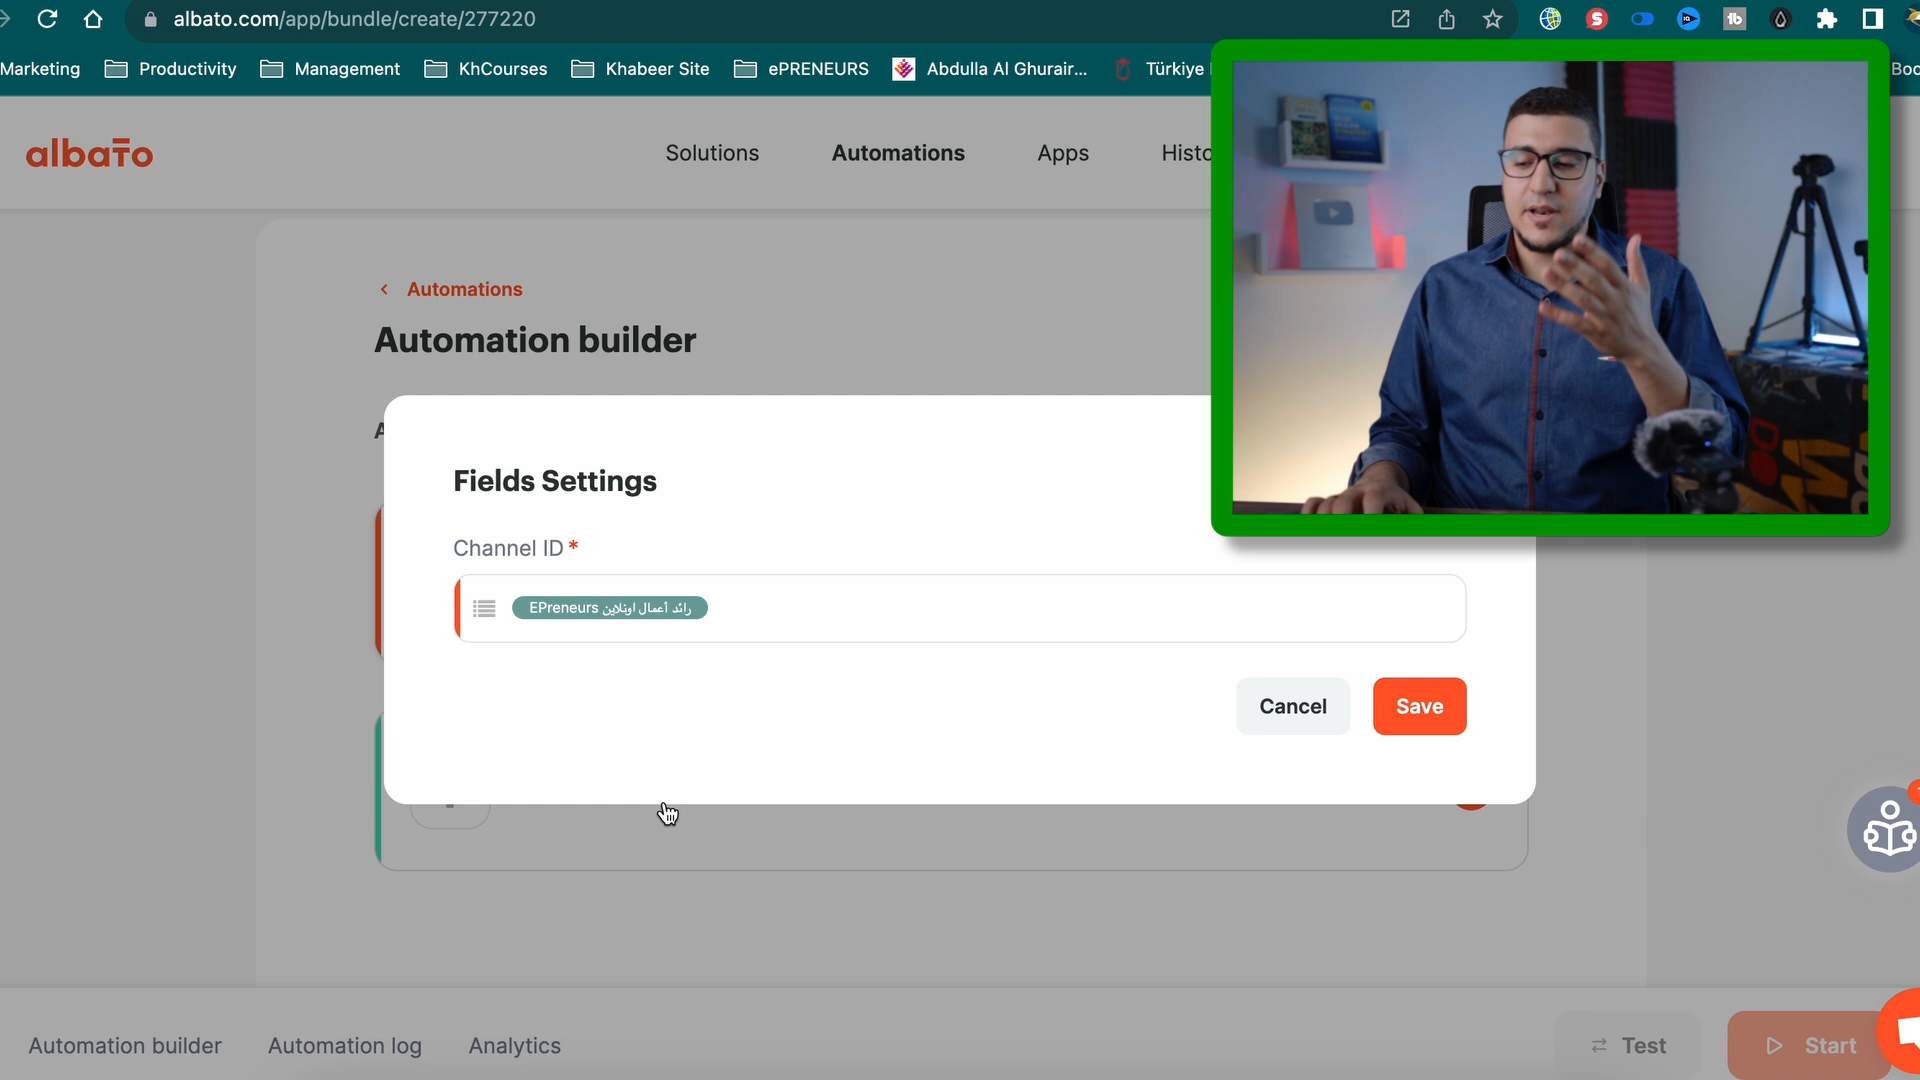 albato.com/app/bundle/create/277220
Marketing Productivity Management KhCourses Khabeer Site ePRENEURS Abdulla Al Ghurair... Türkiye
albato Solutions Automations Apps Histo
Automations
Automation builder
A
Fields Settings
Channel ID *
EPreneurs رائد أعمال اونلاين
Cancel Save
Automation builder Automation log Analytics Test Start